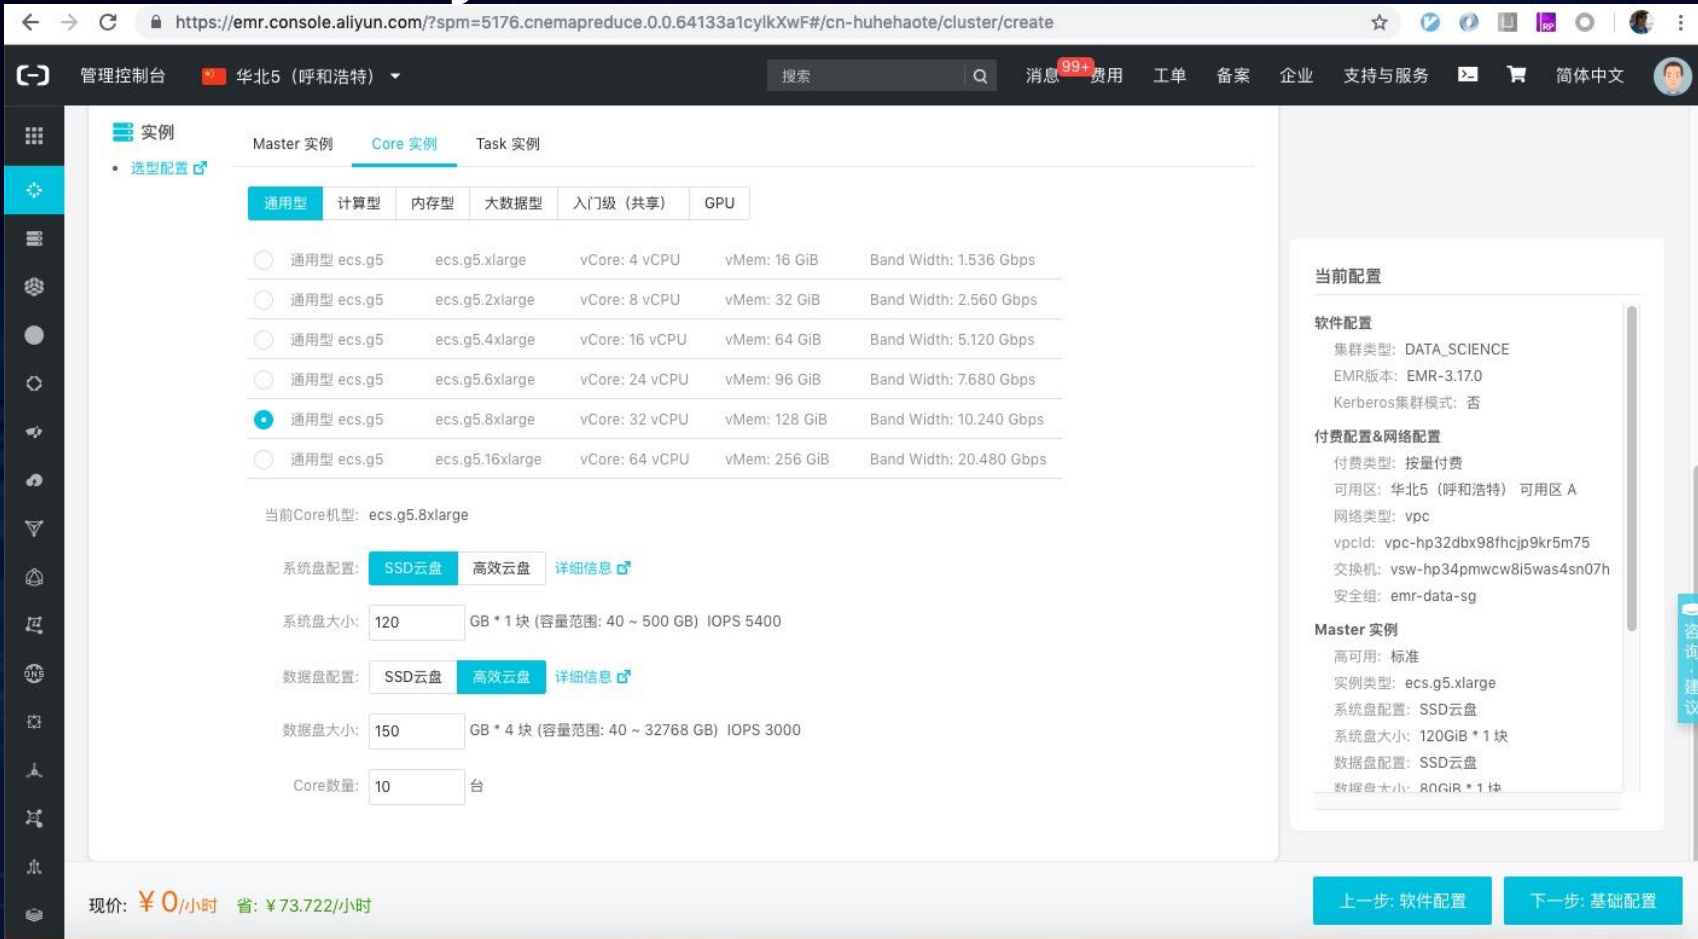 https://emr.console.aliyun.com/?spm=5176.cnemapreduce.0.0.64133a1cylkXwF#/cn-huhehaote/cluster/create
管理控制台 华北5（呼和浩特） 搜索 消息 99+ 费用 工单 备案 企业 支持与服务 简体中文
实例
选型配置
Master 实例 Core 实例 Task 实例
通用型 计算型 内存型 大数据型 入门级（共享） GPU
通用型 ecs.g5 ecs.g5.xlarge vCore: 4 vCPU vMem: 16 GiB Band Width: 1.536 Gbps
通用型 ecs.g5 ecs.g5.2xlarge vCore: 8 vCPU vMem: 32 GiB Band Width: 2.560 Gbps
通用型 ecs.g5 ecs.g5.4xlarge vCore: 16 vCPU vMem: 64 GiB Band Width: 5.120 Gbps
通用型 ecs.g5 ecs.g5.6xlarge vCore: 24 vCPU vMem: 96 GiB Band Width: 7.680 Gbps
通用型 ecs.g5 ecs.g5.8xlarge vCore: 32 vCPU vMem: 128 GiB Band Width: 10.240 Gbps
通用型 ecs.g5 ecs.g5.16xlarge vCore: 64 vCPU vMem: 256 GiB Band Width: 20.480 Gbps
当前Core机型: ecs.g5.8xlarge
系统盘配置: SSD云盘 高效云盘 详细信息
系统盘大小: 120 GB * 1 块 (容量范围: 40 ~ 500 GB) IOPS 5400
数据盘配置: SSD云盘 高效云盘 详细信息
数据盘大小: 150 GB * 4 块 (容量范围: 40 ~ 32768 GB) IOPS 3000
Core数量: 10 台
当前配置
软件配置
集群类型: DATA_SCIENCE
EMR版本: EMR-3.17.0
Kerberos集群模式: 否
付费配置&网络配置
付费类型: 按量付费
可用区: 华北5（呼和浩特） 可用区 A
网络类型: vpc
vpcId: vpc-hp32dbx98fhcjp9kr5m75
交换机: vsw-hp34pmwcw8i5was4sn07h
安全组: emr-data-sg
Master 实例
高可用: 标准
实例类型: ecs.g5.xlarge
系统盘配置: SSD云盘
系统盘大小: 120GiB * 1 块
数据盘配置: SSD云盘
数据盘大小: 80GiB * 1 块
咨询·建议
现价: ¥ 0/小时 省: ¥ 73.722/小时
上一步: 软件配置 下一步: 基础配置
DNS
RP